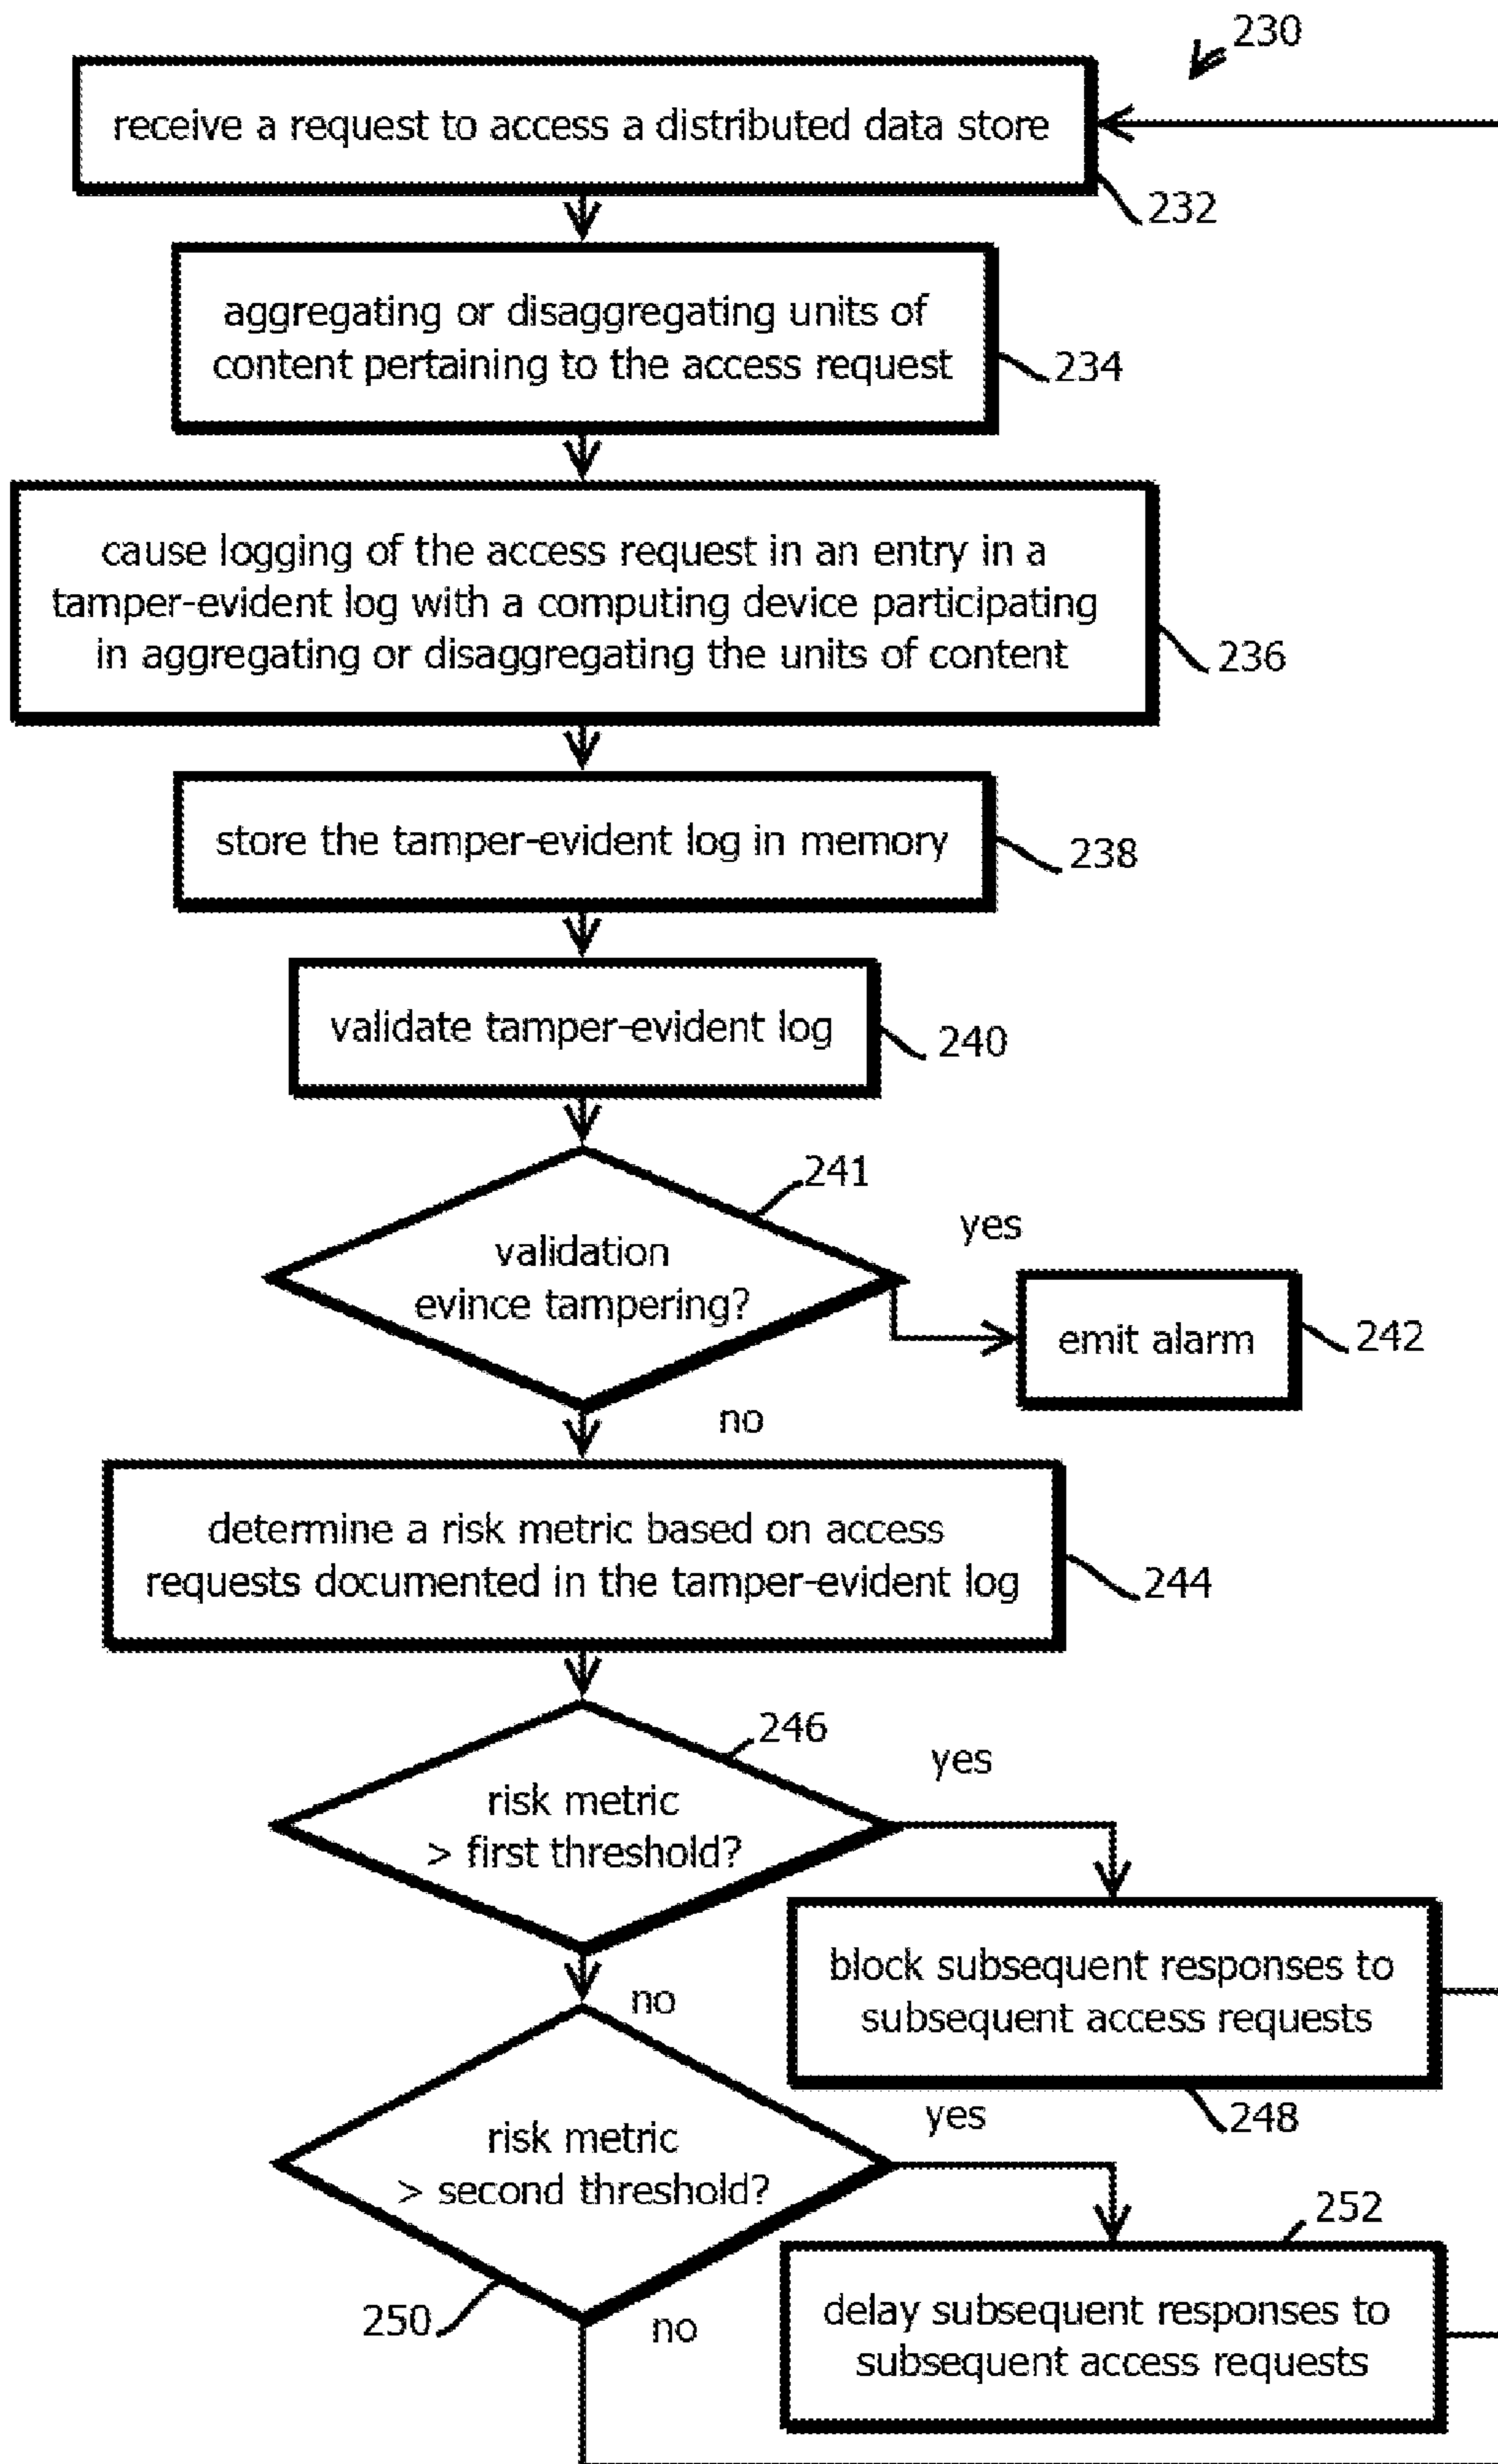 230
receive a request to access a distributed data store
232
aggregating or disaggregating units of
content pertaining to the access request
234
cause logging of the access request in an entry in a
tamper-evident log with a computing device participating
in aggregating or disaggregating the units of content
236
store the tamper-evident log in memory
238
validate tamper-evident log
240
241
validation
evince tampering?
yes
emit alarm
242
no
determine a risk metric based on access
requests documented in the tamper-evident log
244
246
risk metric
> first threshold?
yes
block subsequent responses to
subsequent access requests
248
no
risk metric
> second threshold?
yes
250
no
252
delay subsequent responses to
subsequent access requests